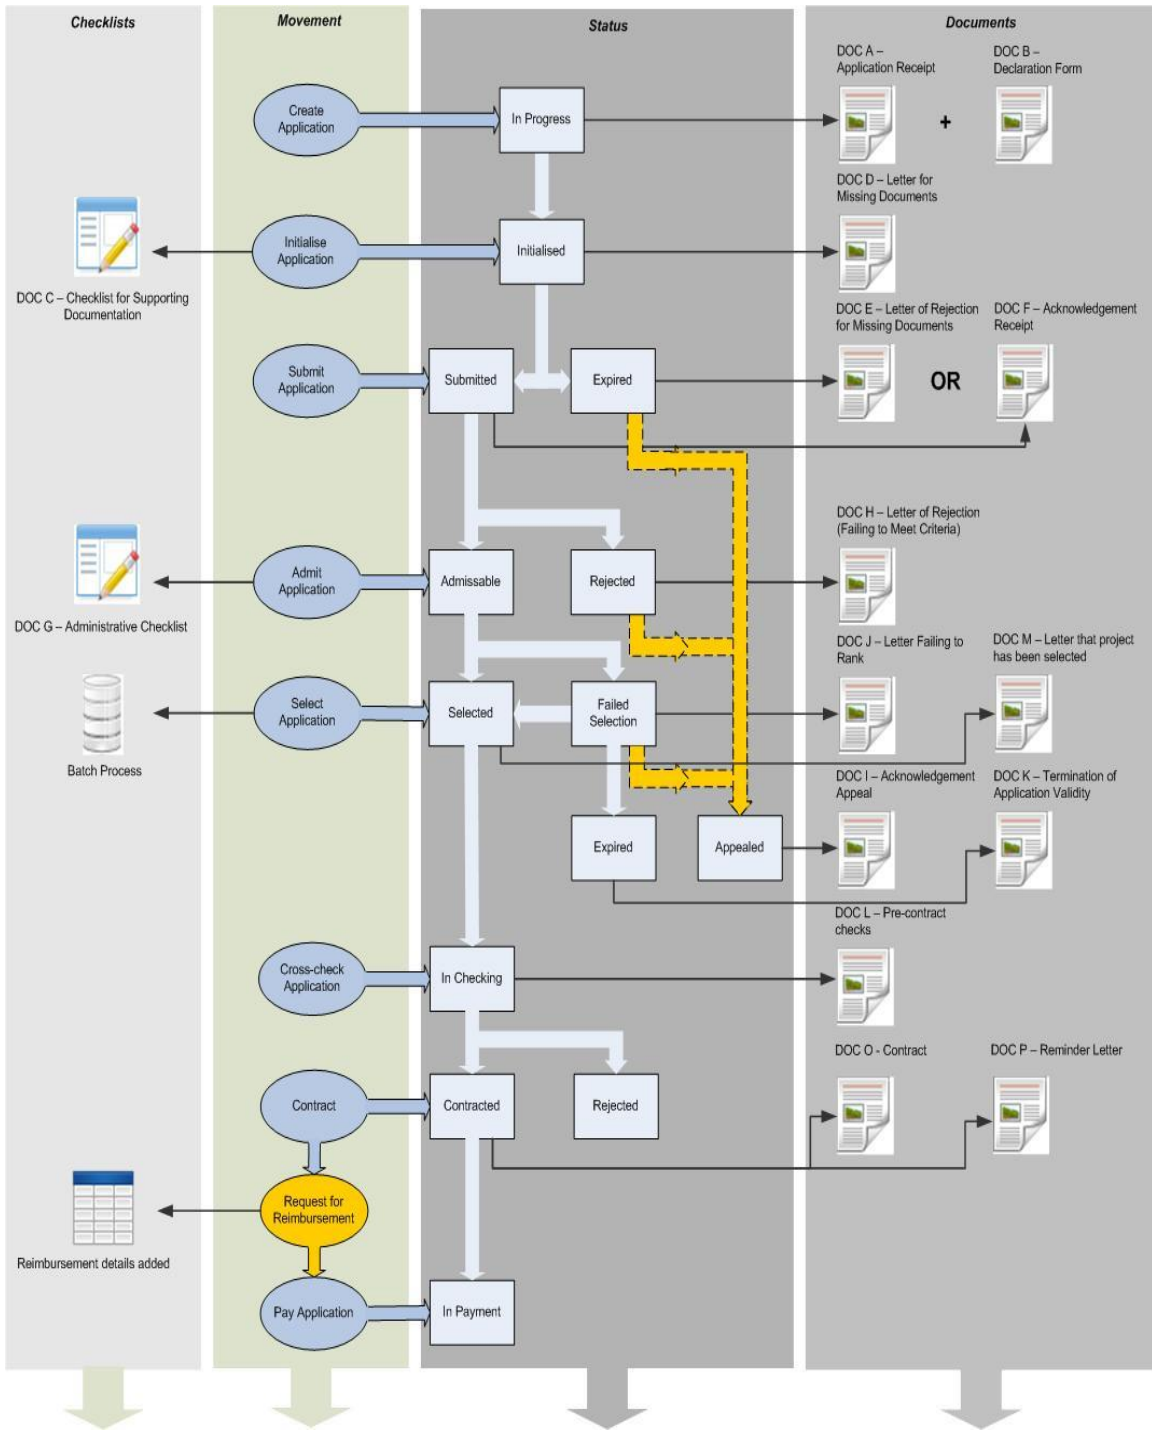 Checklists
Movement
Status
Documents
DOC A –
Application Receipt
DOC B –
Declaration Form
Create
Application
In Progress
+
DOC D – Letter for
Missing Documents
Initialise
Application
Initialised
DOC C – Checklist for Supporting
Documentation
DOC E – Letter of Rejection
for Missing Documents
DOC F – Acknowledgement
Receipt
Submit
Application
Submitted
Expired
OR
DOC H – Letter of Rejection
(Failing to Meet Criteria)
Admit
Application
Admissable
Rejected
DOC G – Administrative Checklist
DOC J – Letter Failing to
Rank
DOC M – Letter that project
has been selected
Select
Application
Selected
Failed
Selection
Batch Process
DOC I – Acknowledgement
Appeal
DOC K – Termination of
Application Validity
Expired
Appealed
DOC L – Pre-contract
checks
Cross-check
Application
In Checking
DOC O - Contract
DOC P – Reminder Letter
Contract
Contracted
Rejected
Request for
Reimbursement
Reimbursement details added
Pay Application
In Payment